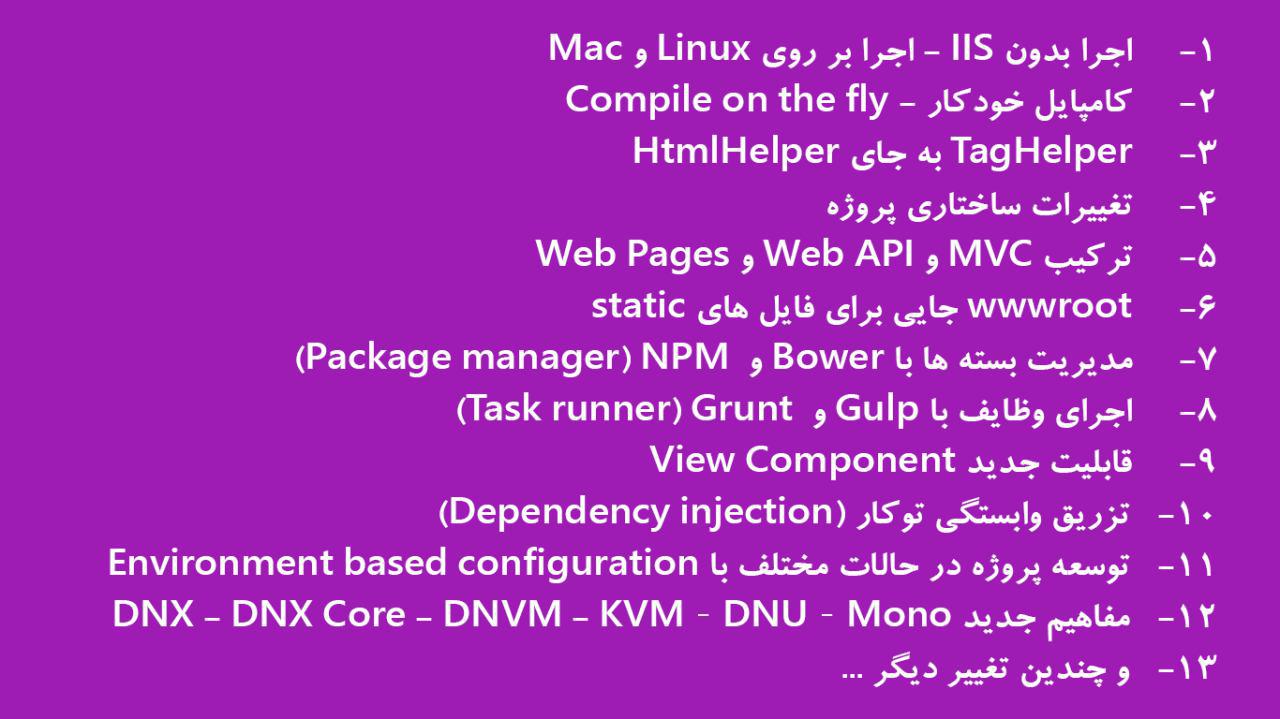 ۱- اجرا بدون IIS – اجرا بر روی Linux و Mac
۲- کامپایل خودکار – Compile on the fly
۳- TagHelper به جای HtmlHelper
۴- تغییرات ساختاری پروژه
۵- ترکیب MVC و Web API و Web Pages
۶- wwwroot جایی برای فایل های static
۷- مدیریت بسته ها با Bower و NPM (Package manager)
۸- اجرای وظایف با Gulp و Grunt (Task runner)
۹- قابلیت جدید View Component
۱۰- تزریق وابستگی توکار (Dependency injection)
۱۱- توسعه پروژه در حالات مختلف با Environment based configuration
۱۲- مفاهیم جدید DNX – DNX Core – DNVM – KVM - DNU - Mono
۱۳- و چندین تغییر دیگر ...